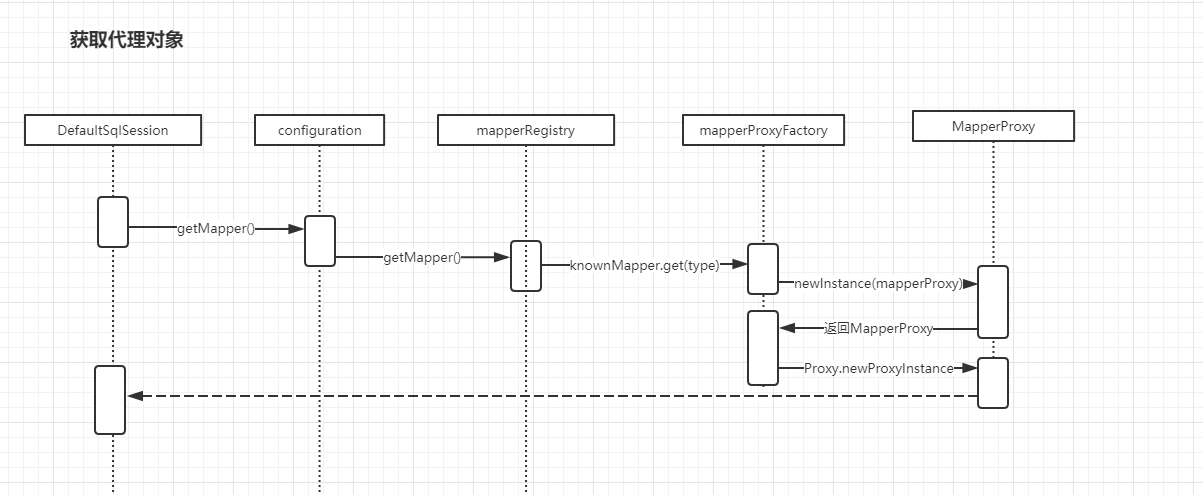 获取代理对象
DefaultSqlSession
configuration
mapperRegistry
mapperProxyFactory
MapperProxy
getMapper()
getMapper()
knownMapper.get(type)
newInstance(mapperProxy)
返回MapperProxy
Proxy.newProxyInstance